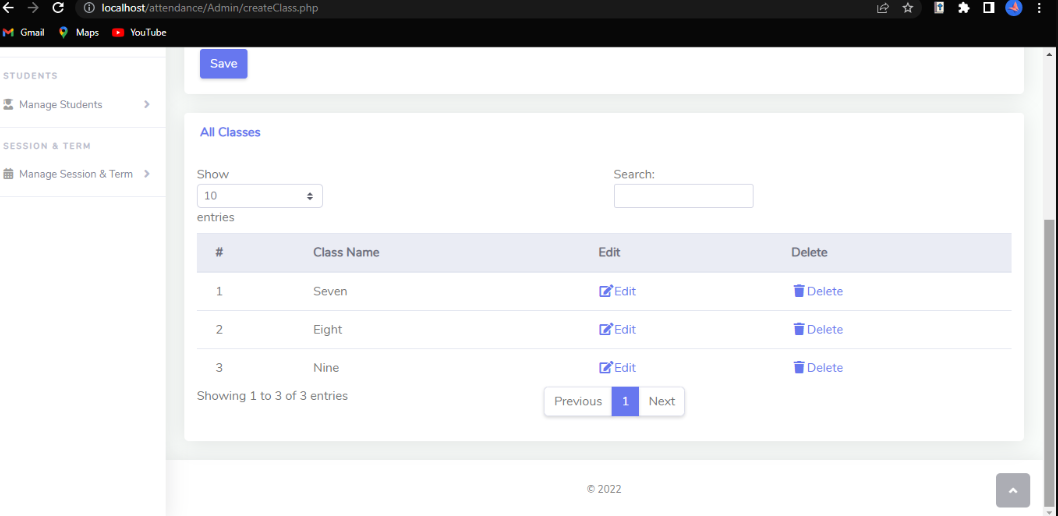 localhost/attendance/Admin/createClass.php
Gmail Maps YouTube
STUDENTS
Manage Students
SESSION & TERM
Manage Session & Term
Save
All Classes
Show
10
entries
Search:
# Class Name Edit Delete
1 Seven Edit Delete
2 Eight Edit Delete
3 Nine Edit Delete
Showing 1 to 3 of 3 entries
Previous 1 Next
© 2022